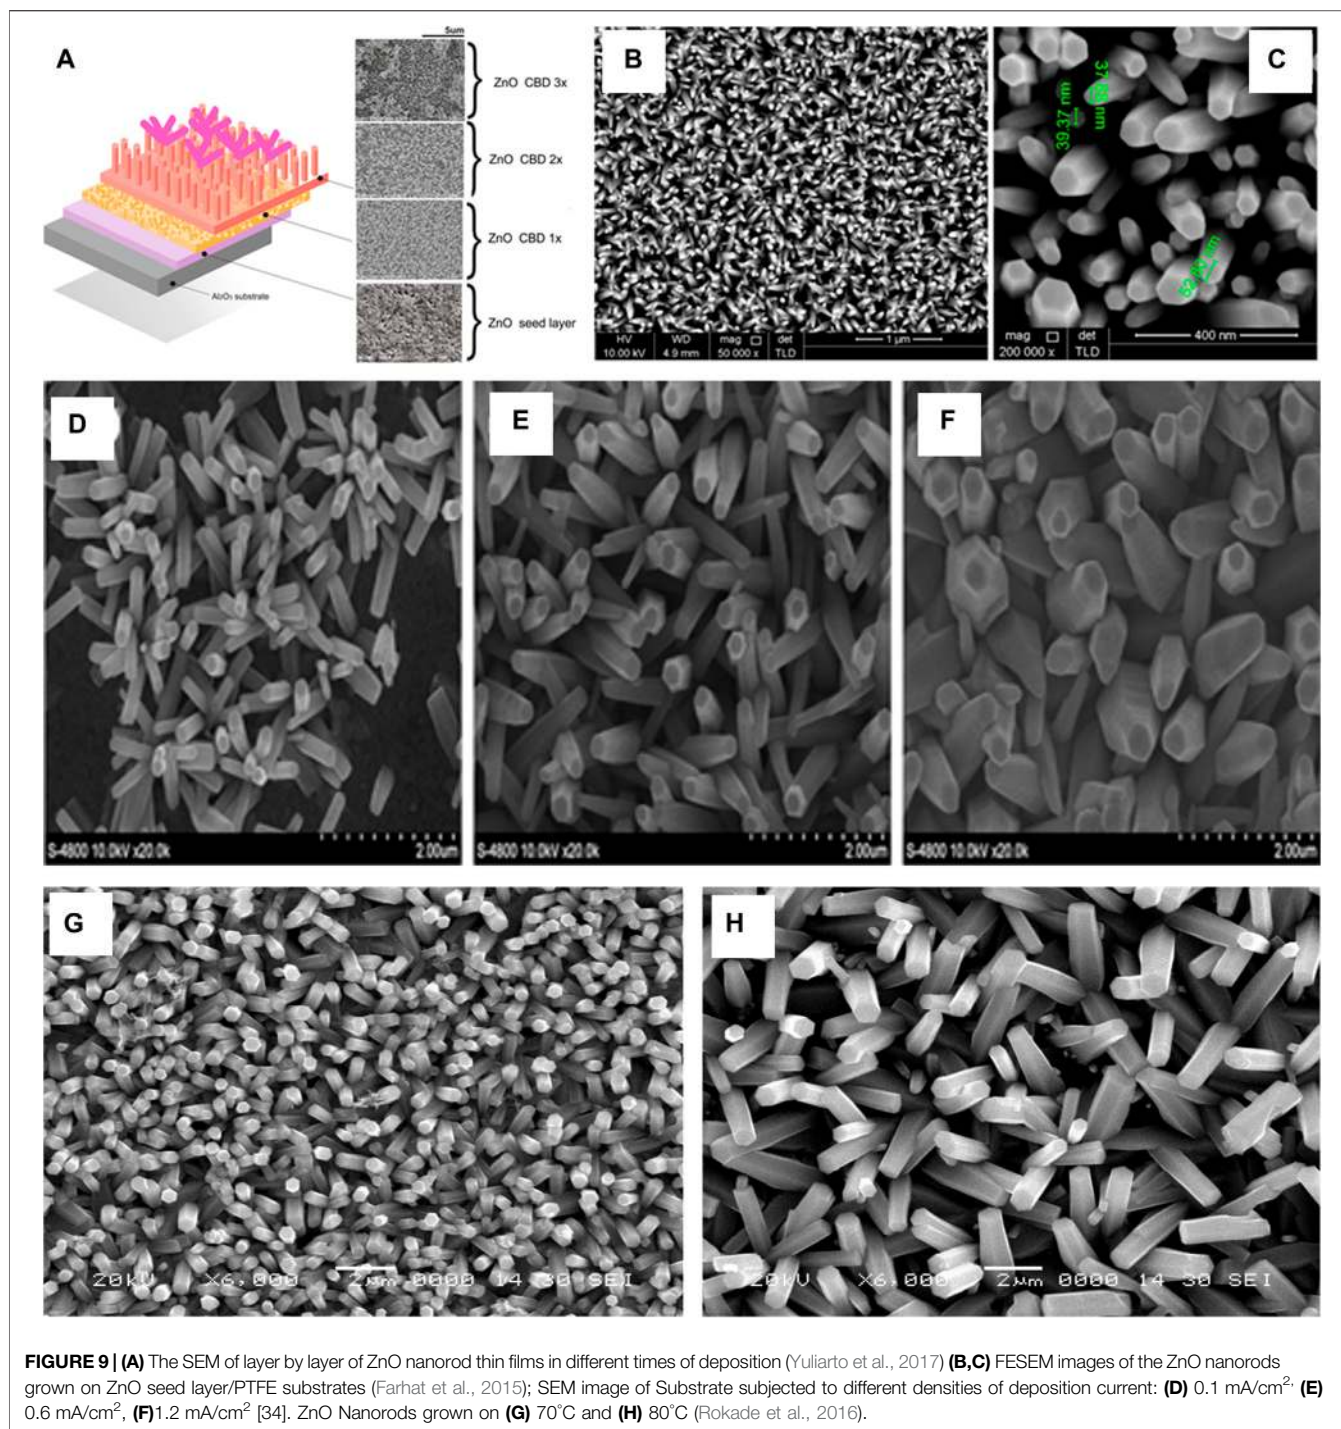 A
5um
ZnO CBD 3x
ZnO CBD 2x
ZnO CBD 1x
ZnO seed layer
Al₂O₃ substrate
B
HV WD mag det
10.00 kV 4.9 mm 50 000 x TLD
1 µm
C
39.37 nm
nm
nm
mag det
200 000 x TLD
400 nm
D
S-4800 10.0kV x20.0k 2.00um
E
S-4800 10.0kV x20.0k 2.00um
F
S-4800 10.0kV x20.0k 2.00um
G
20kU X6,000 2µm 0000 14 30 SEI
H
20kU X6,000 2µm 0000 14 30 SEI
FIGURE 9 | (A) The SEM of layer by layer of ZnO nanorod thin films in different times of deposition (Yuliarto et al., 2017) (B,C) FESEM images of the ZnO nanorods
grown on ZnO seed layer/PTFE substrates (Farhat et al., 2015); SEM image of Substrate subjected to different densities of deposition current: (D) 0.1 mA/cm², (E)
0.6 mA/cm², (F)1.2 mA/cm² [34]. ZnO Nanorods grown on (G) 70°C and (H) 80°C (Rokade et al., 2016).